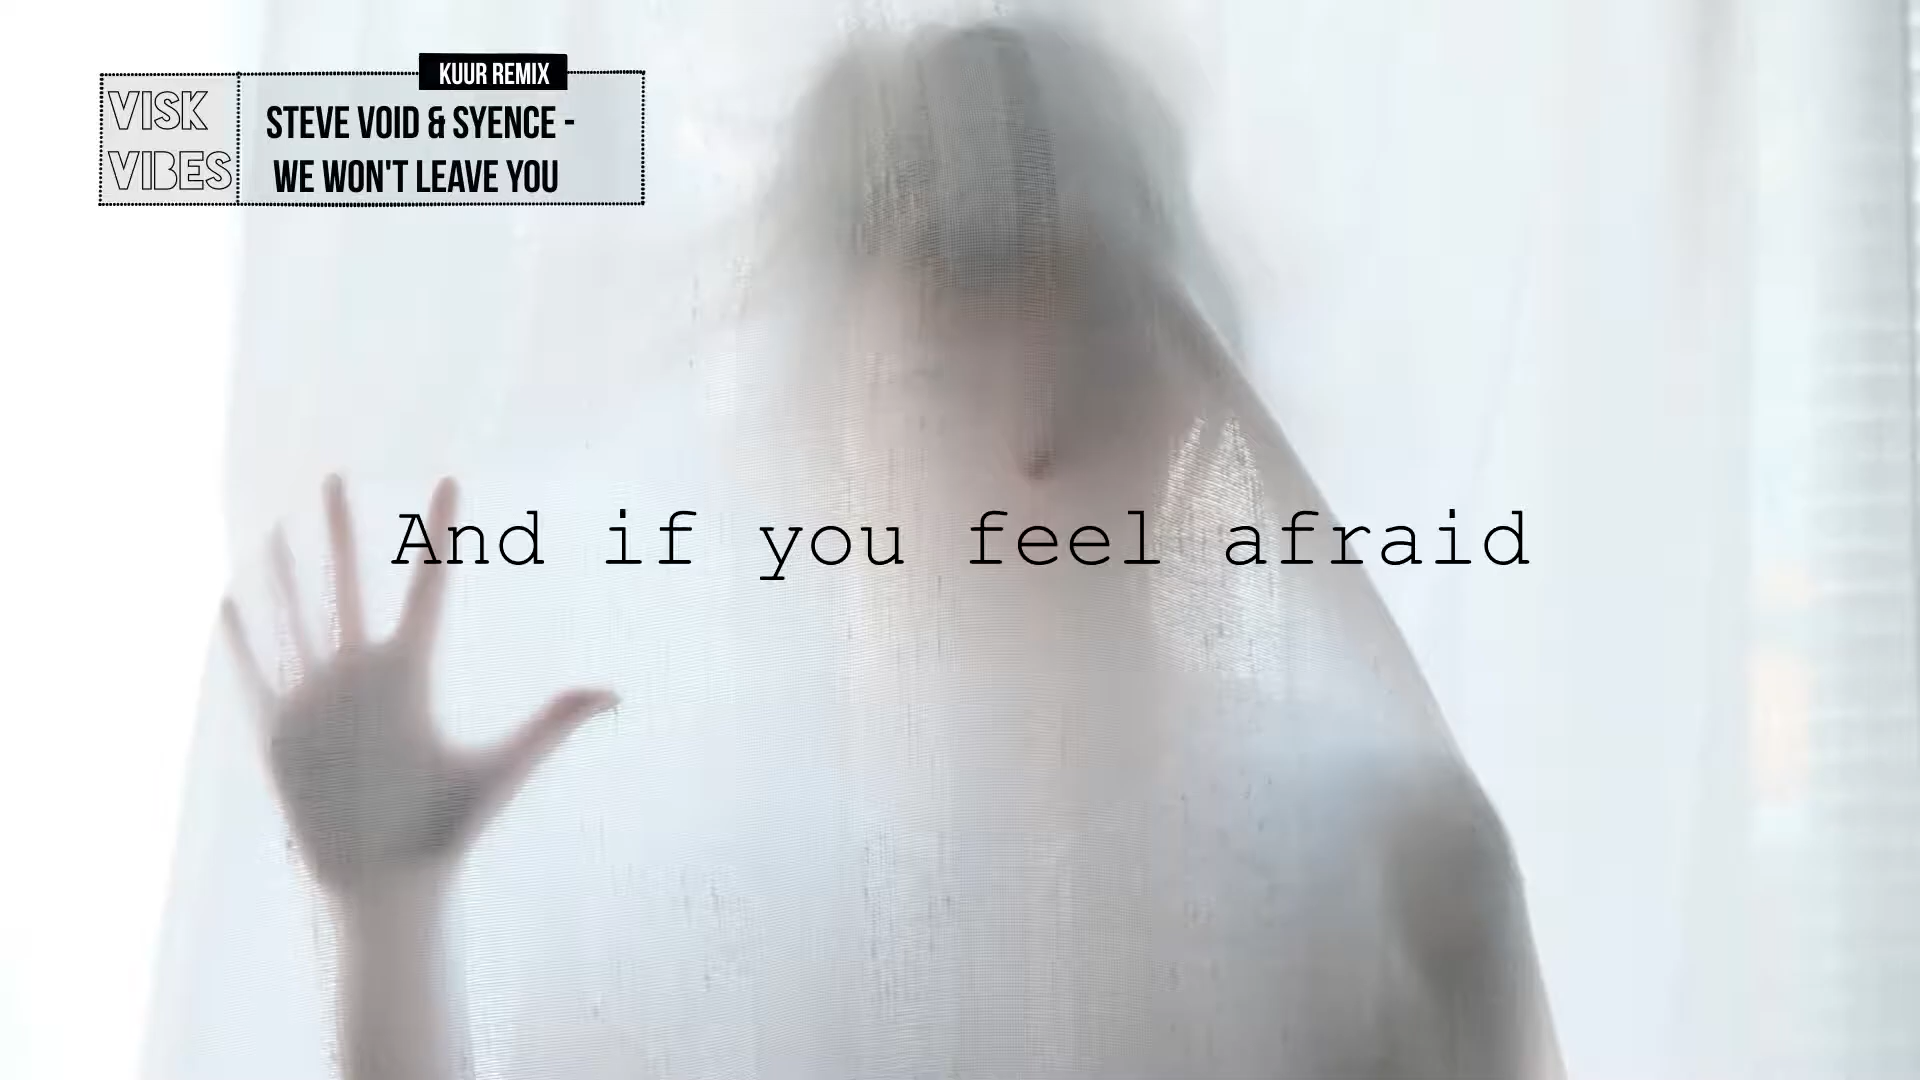 KUUR REMIX
VISK
VIBES
STEVE VOID & SYENCE -
WE WON'T LEAVE YOU
And if you feel afraid